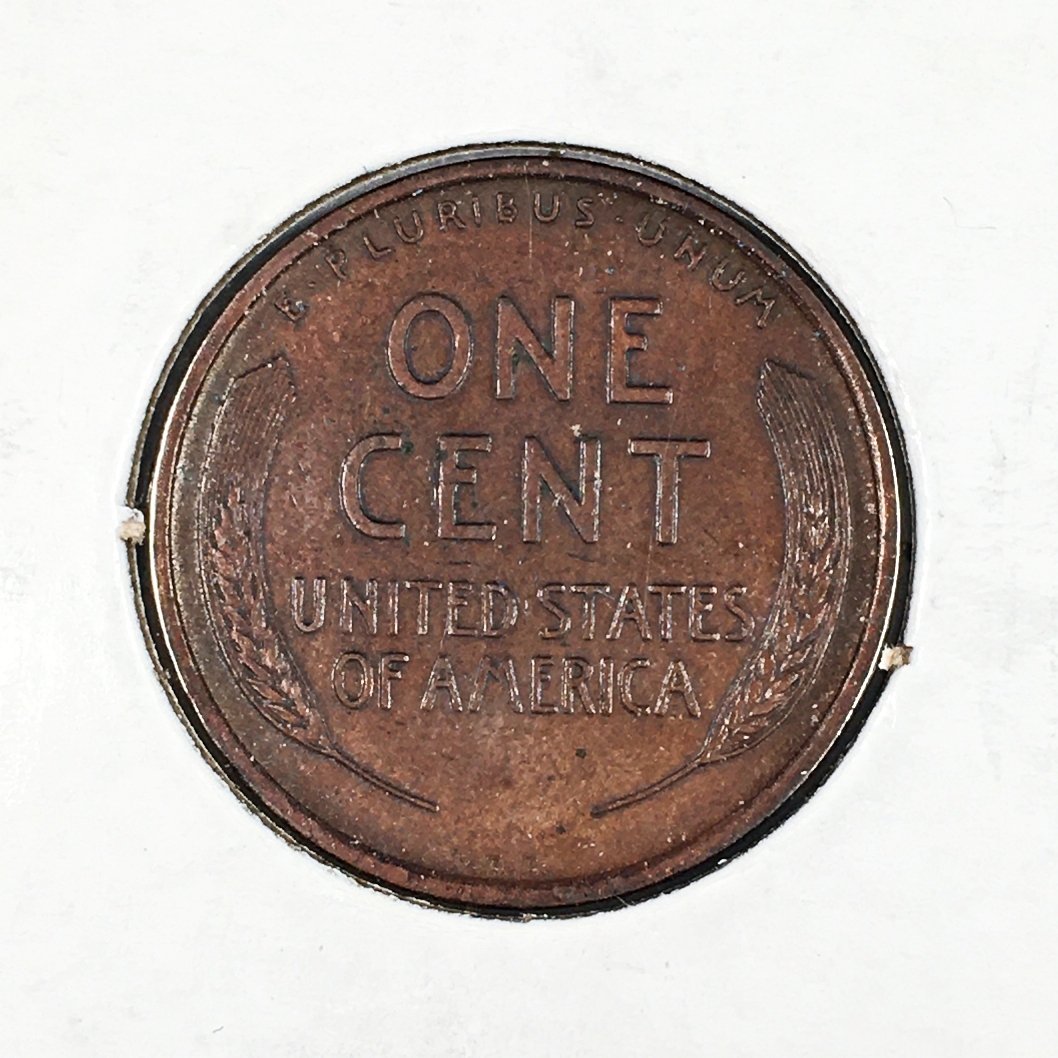 E · PLURIBUS · UNUM
ONE
CENT
UNITED STATES
OF AMERICA